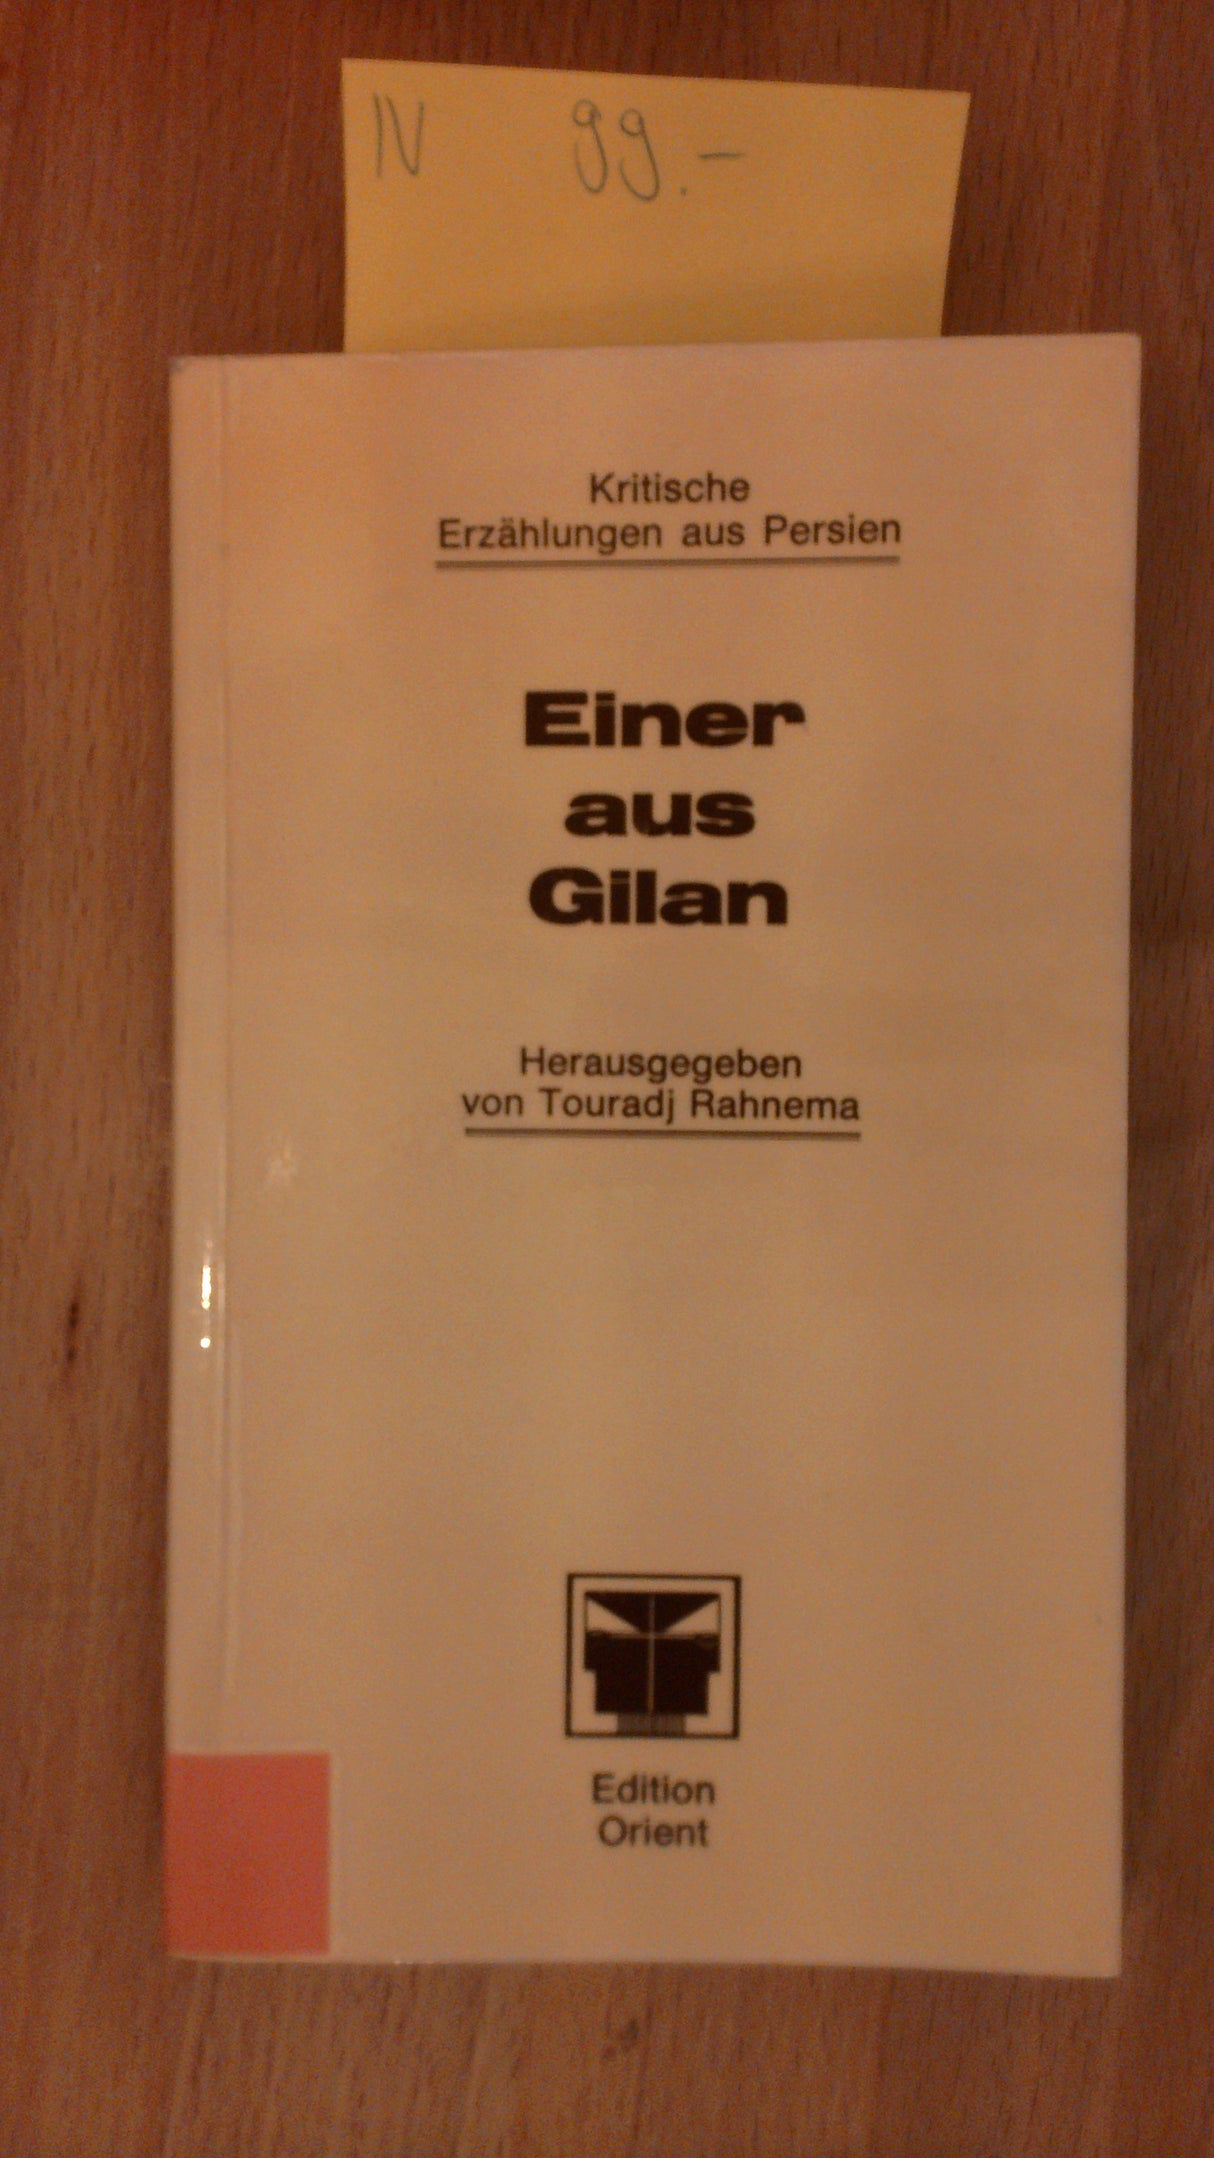 IV 99.-
Kritische
Erzählungen aus Persien
Einer
aus
Gilan
Herausgegeben
von Touradj Rahnema
Edition
Orient